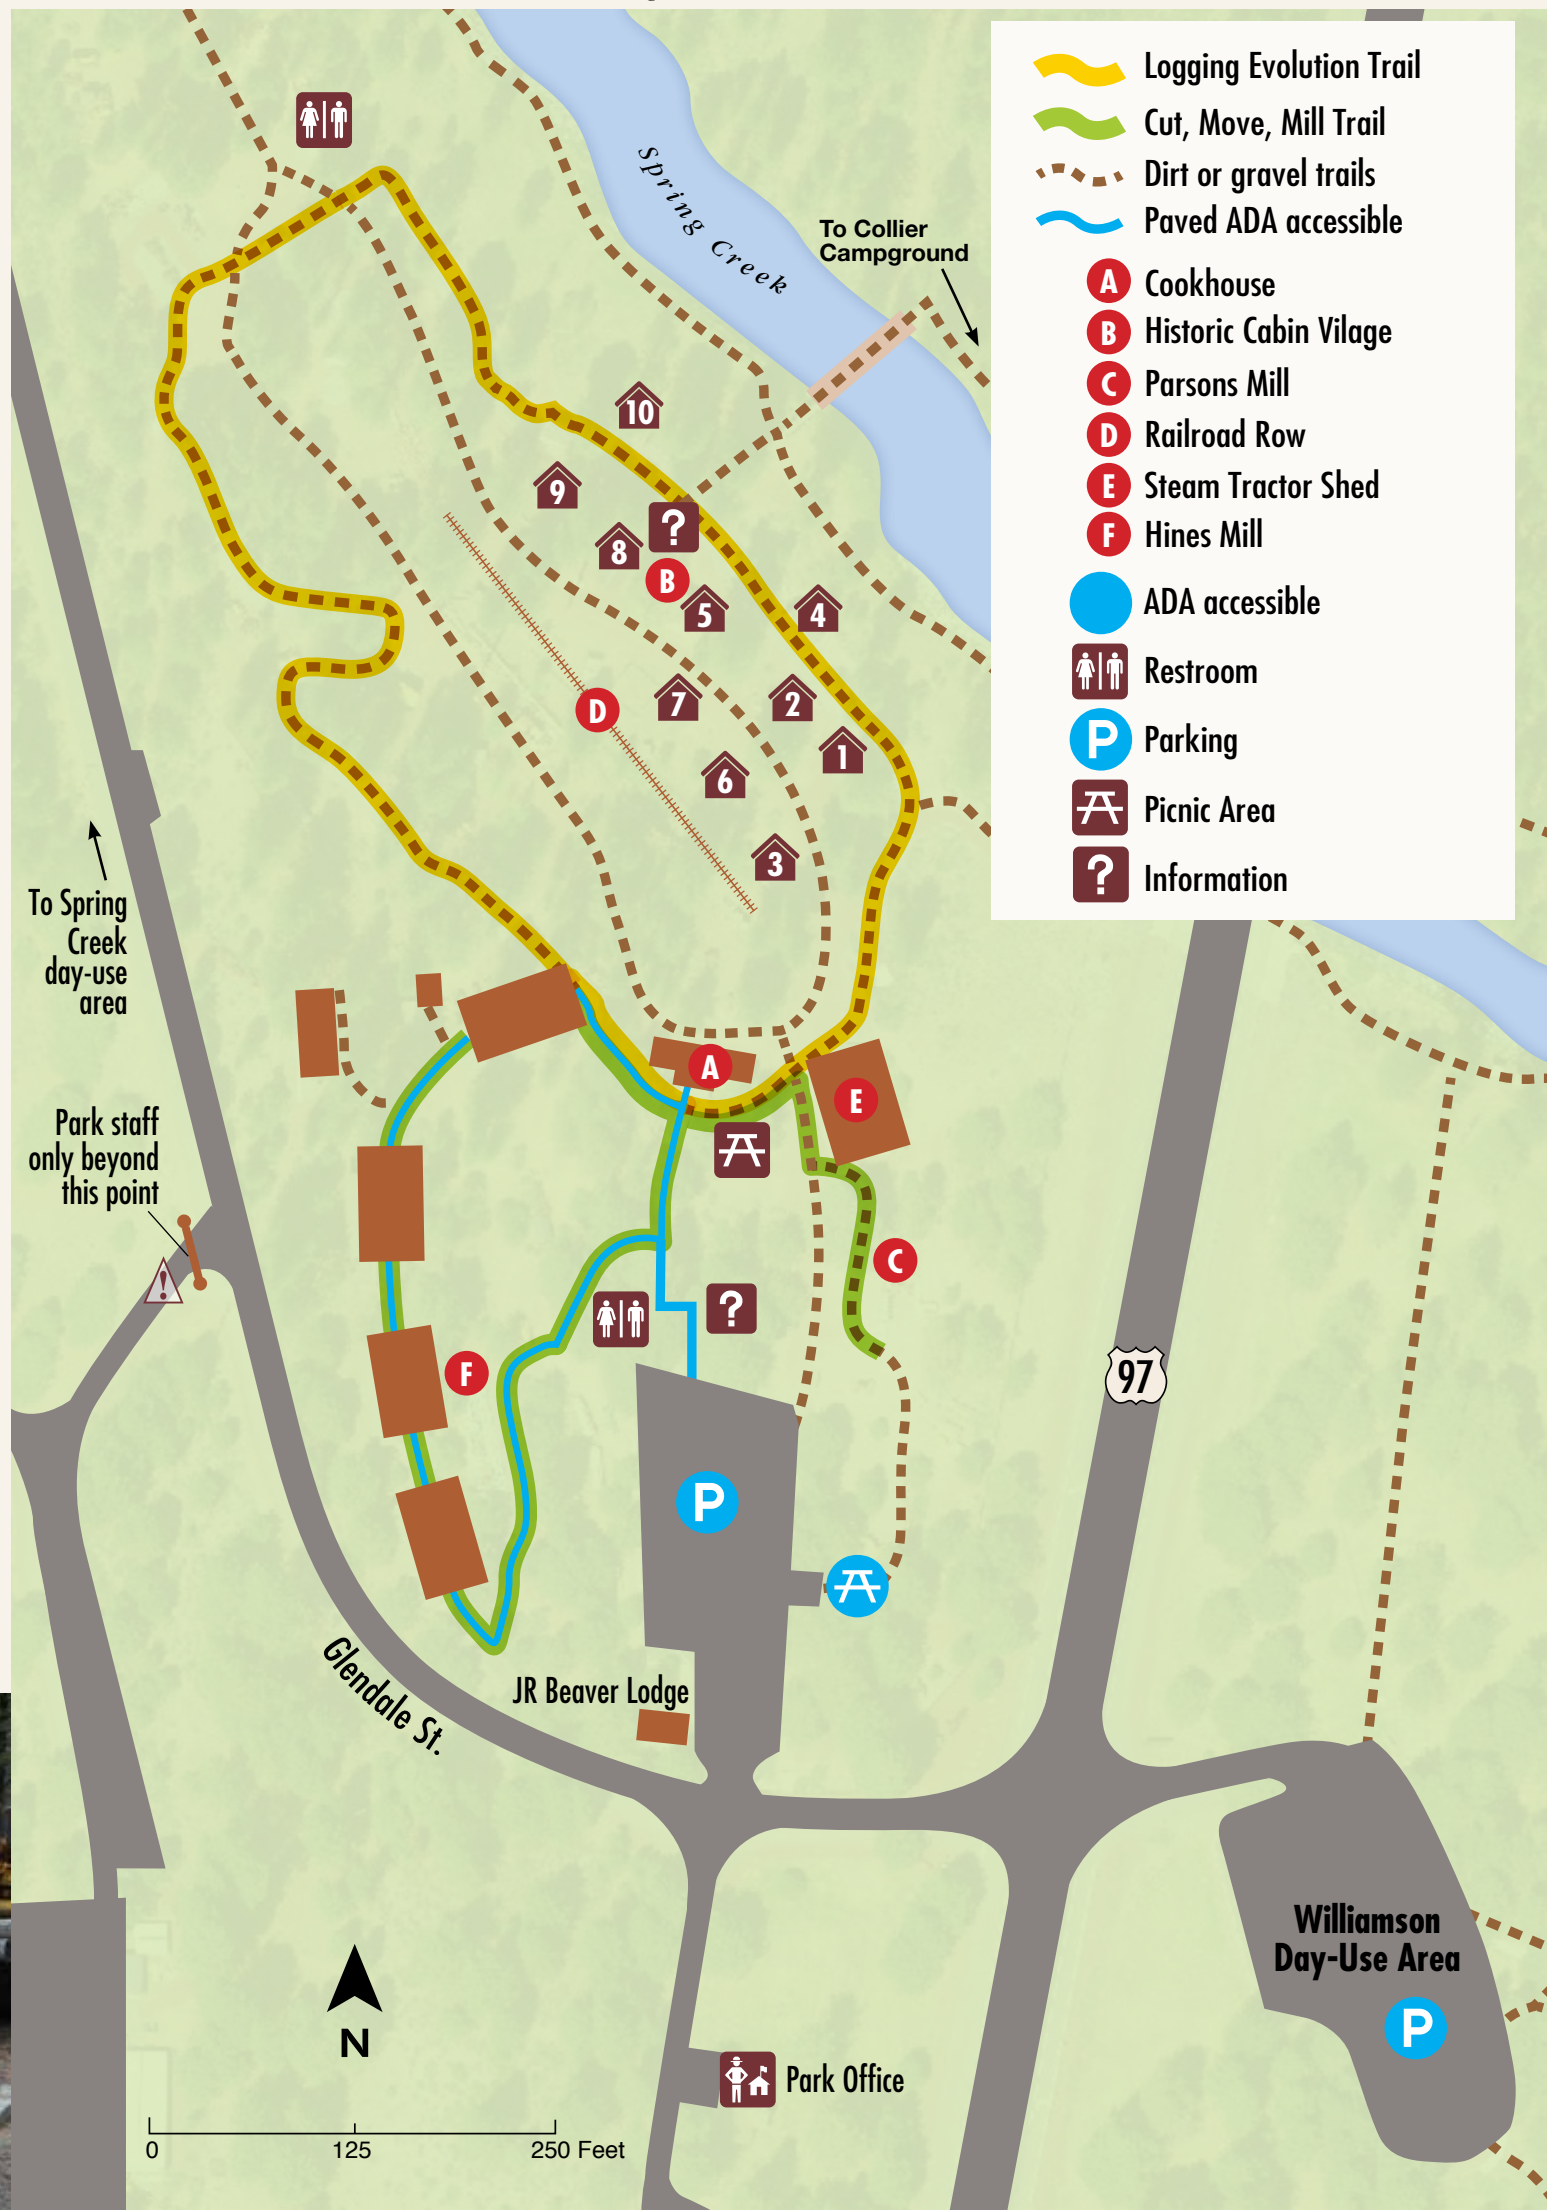 Logging Evolution Trail
Cut, Move, Mill Trail
Dirt or gravel trails
Paved ADA accessible
A Cookhouse
B Historic Cabin Vilage
C Parsons Mill
D Railroad Row
E Steam Tractor Shed
F Hines Mill
ADA accessible
Restroom
P Parking
Picnic Area
? Information
Spring Creek
To Collier
Campground
10
9
?
8
B
5
4
7
2
D
1
6
3
To Spring
Creek
day-use
area
A
E
Park staff
only beyond
this point
!
C
?
F
97
P
Glendale St.
JR Beaver Lodge
Williamson
Day-Use Area
P
N
Park Office
0 125 250 Feet